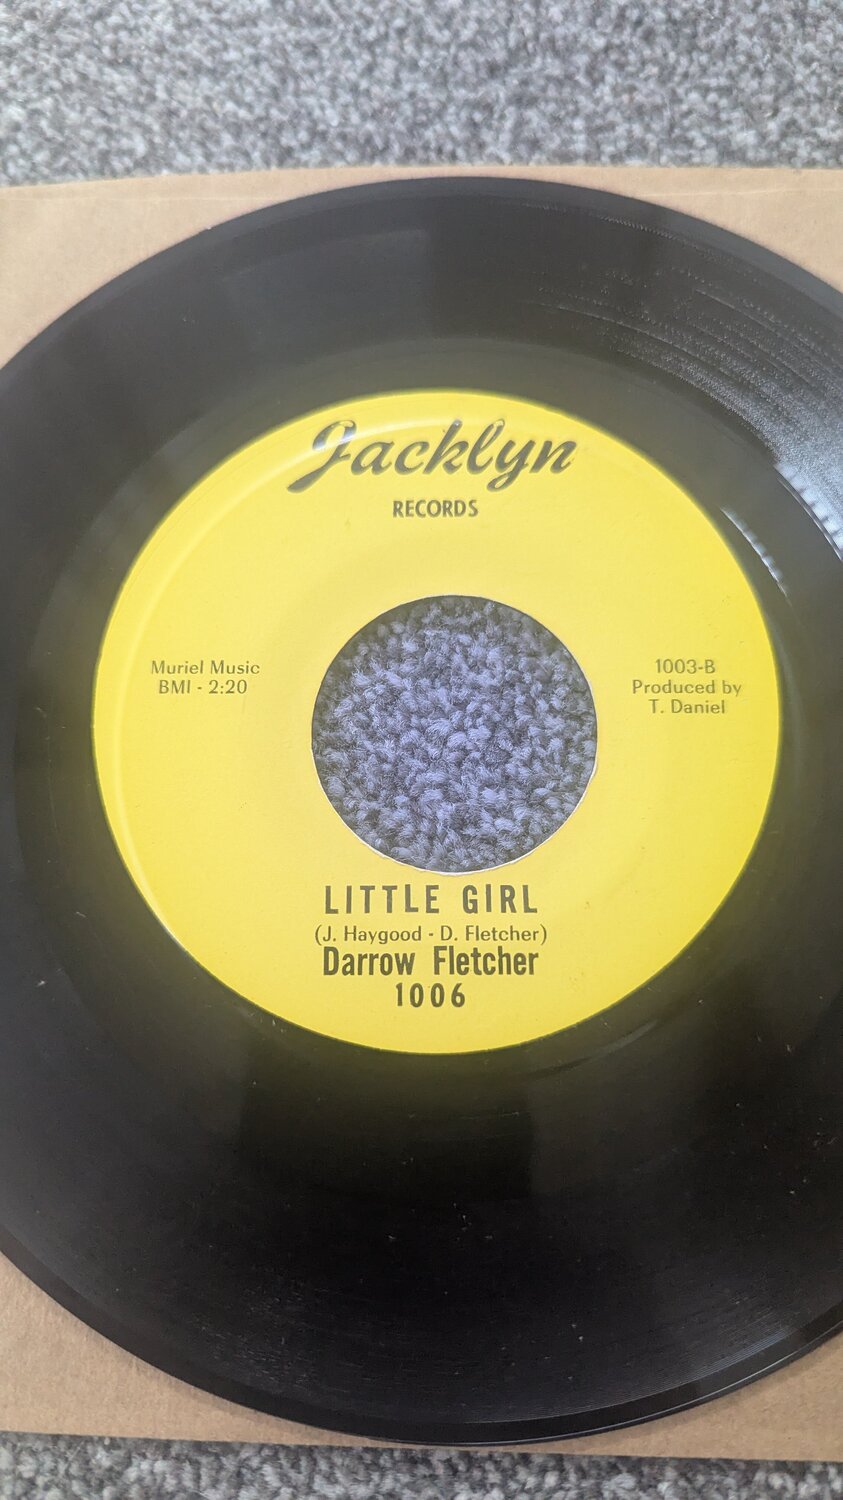 Jacklyn
RECORDS
Muriel Music
BMI - 2:20
1003-B
Produced by
T. Daniel
LITTLE GIRL
(J. Haygood - D. Fletcher)
Darrow Fletcher
1006